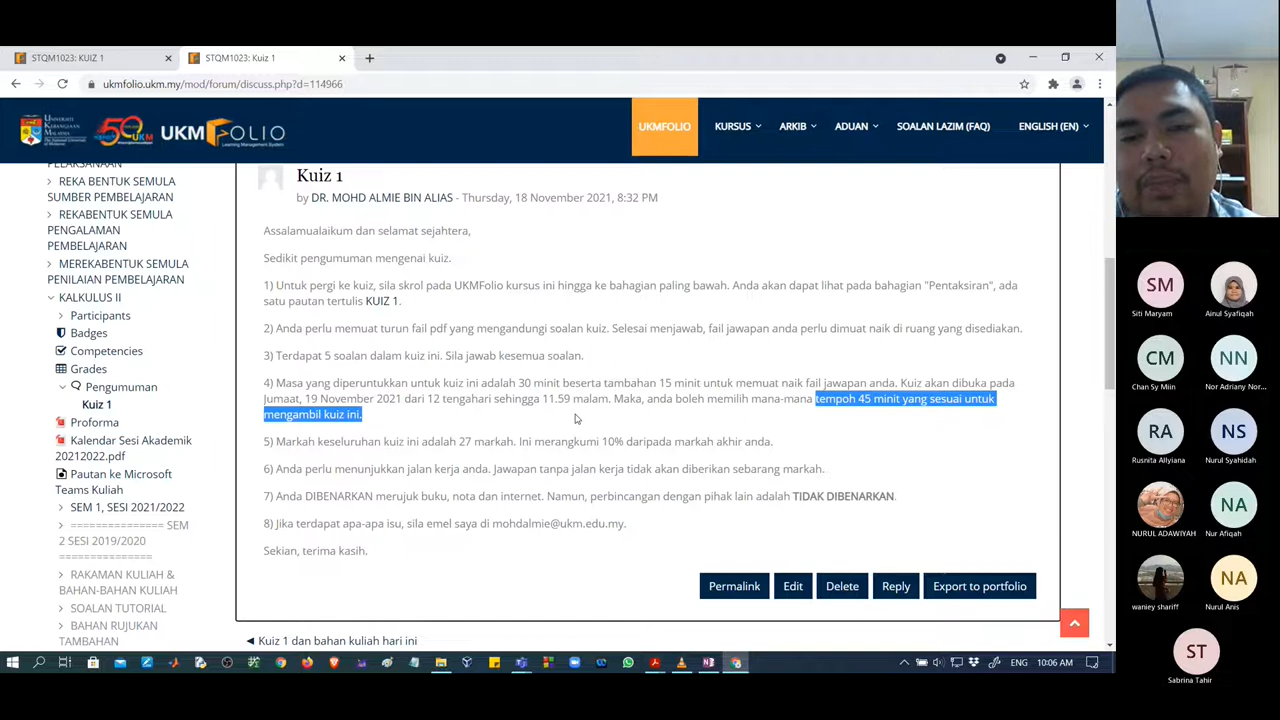 STQM1023: KUIZ 1
STQM1023: Kuiz 1
ukmfolio.ukm.my/mod/forum/discuss.php?d=114966
UNIVERSITI KEBANGSAAN MALAYSIA
50
UKMFOLIO
Learning Management System
UKMFOLIO
KURSUS
ARKIB
ADUAN
SOALAN LAZIM (FAQ)
ENGLISH (EN)
PELAKSANAAN
REKA BENTUK SEMULA
SUMBER PEMBELAJARAN
REKABENTUK SEMULA
PENGALAMAN
PEMBELAJARAN
MEREKABENTUK SEMULA
PENILAIAN PEMBELAJARAN
KALKULUS II
Participants
Badges
Competencies
Grades
Pengumuman
Kuiz 1
Proforma
Kalendar Sesi Akademik
20212022.pdf
Pautan ke Microsoft
Teams Kuliah
SEM 1, SESI 2021/2022
=============== SEM
2 SESI 2019/2020
===============
RAKAMAN KULIAH &
BAHAN-BAHAN KULIAH
SOALAN TUTORIAL
BAHAN RUJUKAN
TAMBAHAN
Kuiz 1
by DR. MOHD ALMIE BIN ALIAS - Thursday, 18 November 2021, 8:32 PM
Assalamualaikum dan selamat sejahtera,
Sedikit pengumuman mengenai kuiz.
1) Untuk pergi ke kuiz, sila skrol pada UKMFolio kursus ini hingga ke bahagian paling bawah. Anda akan dapat lihat pada bahagian "Pentaksiran", ada
satu pautan tertulis KUIZ 1.
2) Anda perlu memuat turun fail pdf yang mengandungi soalan kuiz. Selesai menjawab, fail jawapan anda perlu dimuat naik di ruang yang disediakan.
3) Terdapat 5 soalan dalam kuiz ini. Sila jawab kesemua soalan.
4) Masa yang diperuntukkan untuk kuiz ini adalah 30 minit beserta tambahan 15 minit untuk memuat naik fail jawapan anda. Kuiz akan dibuka pada
Jumaat, 19 November 2021 dari 12 tengahari sehingga 11.59 malam. Maka, anda boleh memilih mana-mana tempoh 45 minit yang sesuai untuk
mengambil kuiz ini.
5) Markah keseluruhan kuiz ini adalah 27 markah. Ini merangkumi 10% daripada markah akhir anda.
6) Anda perlu menunjukkan jalan kerja anda. Jawapan tanpa jalan kerja tidak akan diberikan sebarang markah.
7) Anda DIBENARKAN merujuk buku, nota dan internet. Namun, perbincangan dengan pihak lain adalah TIDAK DIBENARKAN.
8) Jika terdapat apa-apa isu, sila emel saya di mohdalmie@ukm.edu.my.
Sekian, terima kasih.
Permalink
Edit
Delete
Reply
Export to portfolio
◄ Kuiz 1 dan bahan kuliah hari ini
ENG
10:06 AM
SM
Siti Maryam
Ainul Syafiqah
CM
Chan Sy Miin
NN
Nor Adriany Nor...
RA
Rusnita Allyiana
NS
Nurul Syahidah
NURUL ADAWIYAH
NA
Nur Afiqah
waniey shariff
NA
Nurul Anis
ST
Sabrina Tahir